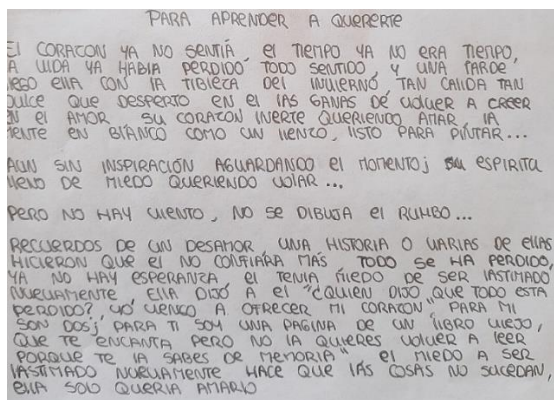 PARA APRENDER A QUERERTE
El CORAZON YA NO SENTIÁ, el TIEMPO YA NO ERA TIEMPO,
A VIDA YA HABIA PERDIDO TODO SENTIDO, Y UNA TARDE
EGO EllA CON lA TIBIEZA DEl INVIERNO, TAN CALIDA TAN
DULCE QUE DESPERTO EN El lAS GANAS DE VOlVER A CREER
EN El AMOR SU CORAZON INERTE QUERIENDO AMAR lA
MENTE EN BlANCO COMO UN lIENZO, lISTO PARA PINTAR...
AUN SIN INSPIRACIÓN AGUARDANDO el MOMENTO; SU ESPIRITU
llENO DE MIEDO QUERIENDO VOlAR...
PERO NO HAY VIENTO, NO SE DIBUJA el RUMBO...
RECUERDOS DE UN DESAMOR, UNA HISTORIA O VARIAS DE EllAS
HICIERON QUE El NO CONFIARA MAS TODO SE HA PERDIDO,
YA NO HAY ESPERANZA El TENIA MIEDO DE SER lASTIMADO
NUEVAMENTE EllA DIJÓ A El "¿QUIEN DIJO QUE TODO ESTA
PERDIDO?, YO VENGO A OFRECER MI CORAZON" PARA MI
SON DOS; PARA TI SOY UNA PAGINA DE UN lIBRO VIEJO,
QUE TE ENCANTA PERO NO lA QUIERES VOlVER A lEER
PORQUE TE lA SABES DE MEMORIA" El MIEDO A SER
lASTIMADO NUEVAMENTE HACE QUE lAS COSAS NO SUCEDAN,
EllA SOlO QUERIA AMARlO